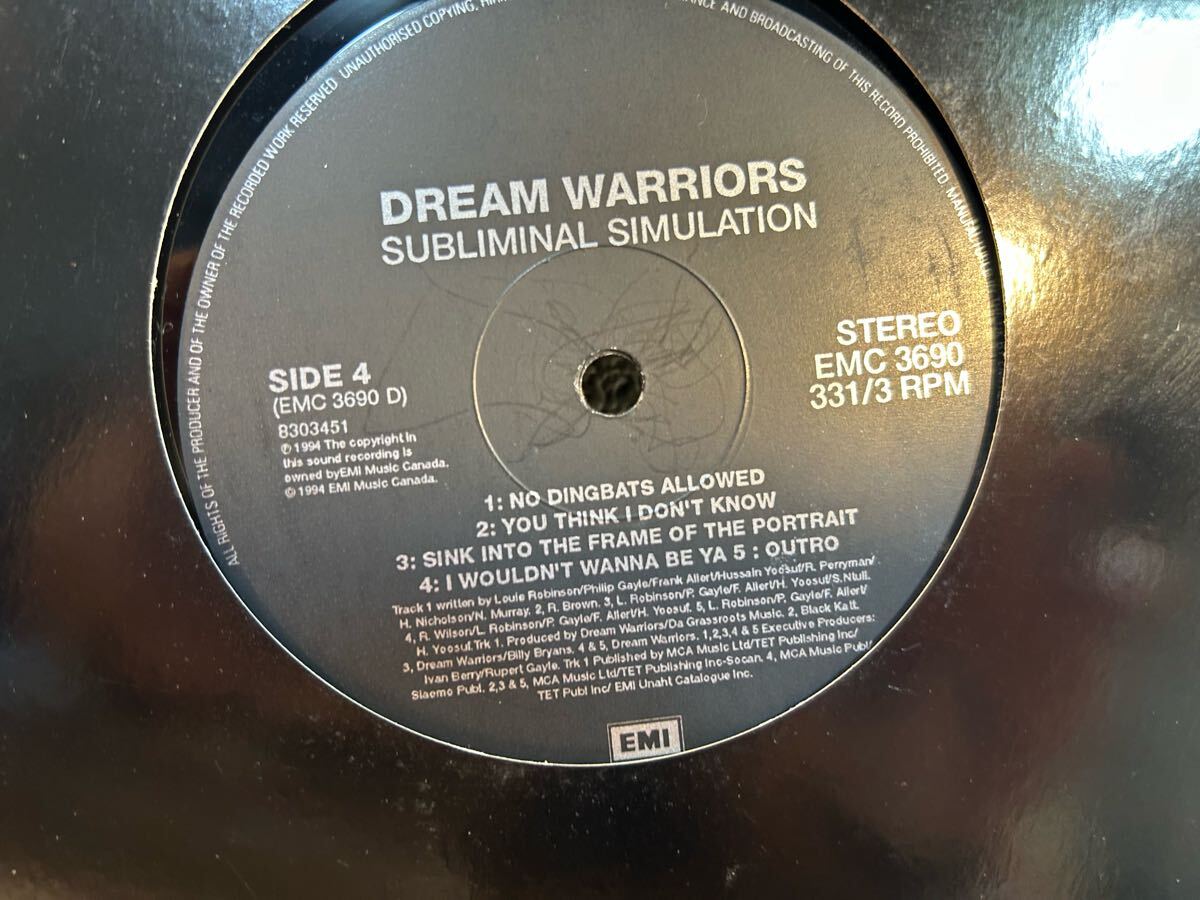 ALL RIGHTS OF THE PRODUCER AND OF THE OWNER OF THE RECORDED WORK RESERVED UNAUTHORISED COPYING, AND BROADCASTING OF THIS RECORD PROHIBITED
DREAM WARRIORS
SUBLIMINAL SIMULATION
STEREO
EMC 3690
331/3 RPM
SIDE 4
(EMC 3690 D)
8303451
℗ 1994 The copyright in
this sound recording is
owned byEMI Music Canada.
© 1994 EMI Music Canada.
1: NO DINGBATS ALLOWED
2: YOU THINK I DON'T KNOW
3: SINK INTO THE FRAME OF THE PORTRAIT
4: I WOULDN'T WANNA BE YA 5 : OUTRO
Track 1 written by Louis Robinson/Philip Gayle/Frank Allert/Hussain Yoosuf/R. Perryman/
H. Nicholson/N. Murray. 2, R. Brown. 3, L. Robinson/P. Gayle/F. Allert/H. Yoosuf/S.Ntuli.
4, R. Wilson/L. Robinson/P. Gayle/F. Allert/H. Yoosuf. 5, L. Robinson/P. Gayle/F. Allert/
H. Yoosuf.Trk 1. Produced by Dream Warriors/Da Grassroots Music. 2, Black Katt.
3, Dream Warriors/Billy Bryans. 4 & 5, Dream Warriors. 1,2,3,4 & 5 Executive Producers:
Ivan Berry/Rupert Gayle. Trk 1 Published by MCA Music Ltd/TET Publishing Inc/
Slaemo Publ. 2,3 & 5, MCA Music Ltd/TET Publishing Inc-Socan. 4, MCA Music Publ/
TET Publ Inc/ EMI Unaht Catalogue Inc.
EMI